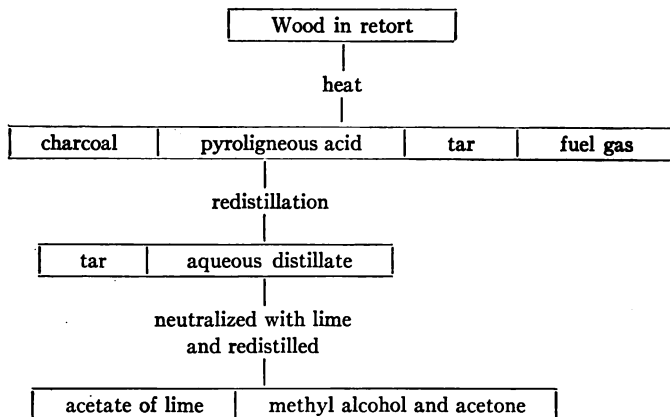 Wood in retort
heat
charcoal pyroligneous acid tar fuel gas
redistillation
tar aqueous distillate
neutralized with lime
and redistilled
acetate of lime methyl alcohol and acetone